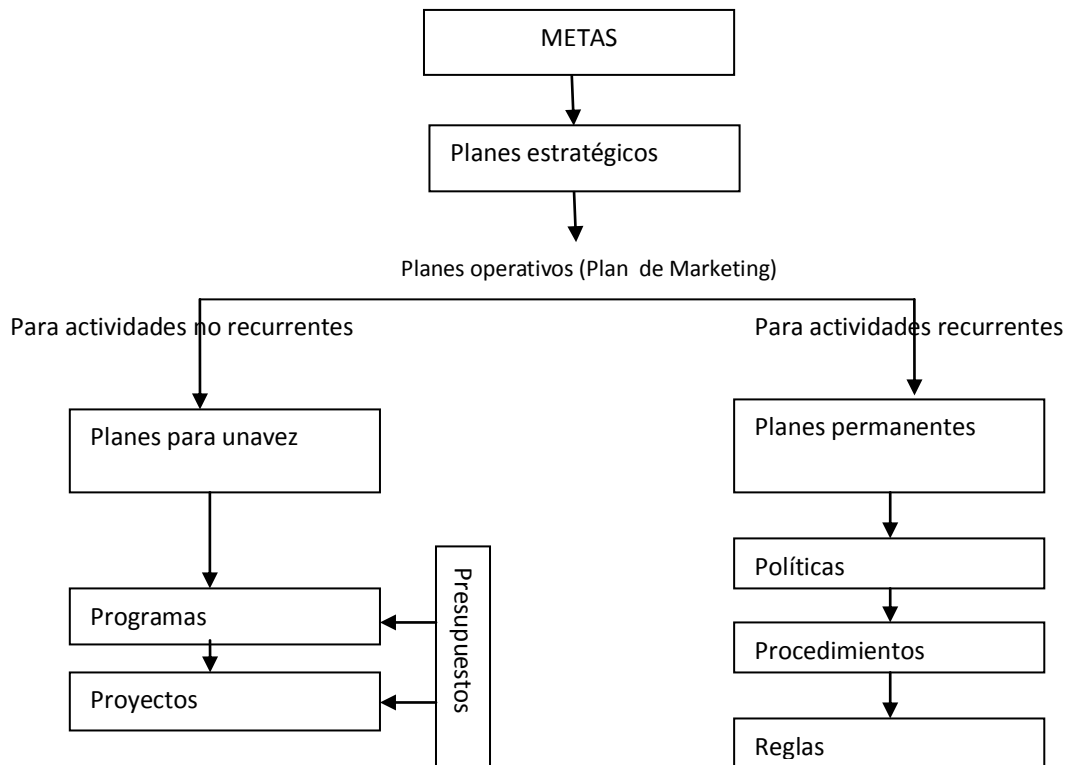 METAS
Planes estratégicos
Planes operativos (Plan de Marketing)
Para actividades no recurrentes
Para actividades recurrentes
Planes para unavez
Planes permanentes
Presupuestos
Políticas
Programas
Procedimientos
Proyectos
Reglas